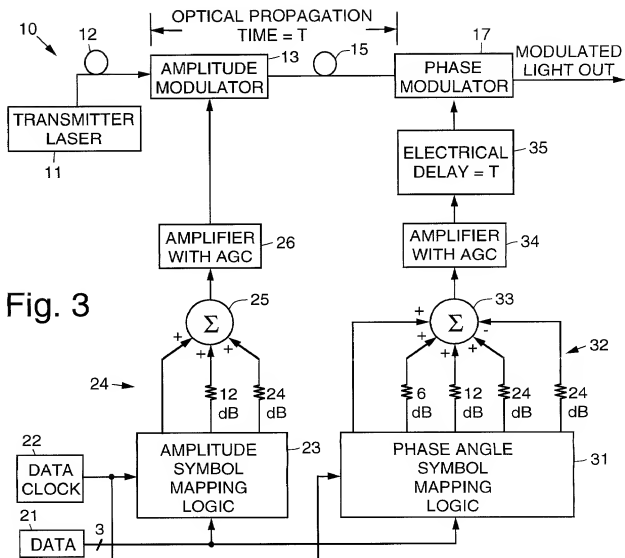 OPTICAL PROPAGATION
TIME = T
10
12
13
15
17
AMPLITUDE
MODULATOR
PHASE
MODULATOR
MODULATED
LIGHT OUT
TRANSMITTER
LASER
11
ELECTRICAL
DELAY = T
35
AMPLIFIER
WITH AGC
26
AMPLIFIER
WITH AGC
34
Fig. 3
Σ
25
+
+
+
Σ
33
+
+
+
+
-
32
24
12
dB
24
dB
6
dB
12
dB
24
dB
24
dB
22
DATA
CLOCK
AMPLITUDE
SYMBOL
MAPPING
LOGIC
23
PHASE ANGLE
SYMBOL
MAPPING
LOGIC
31
21
DATA
3